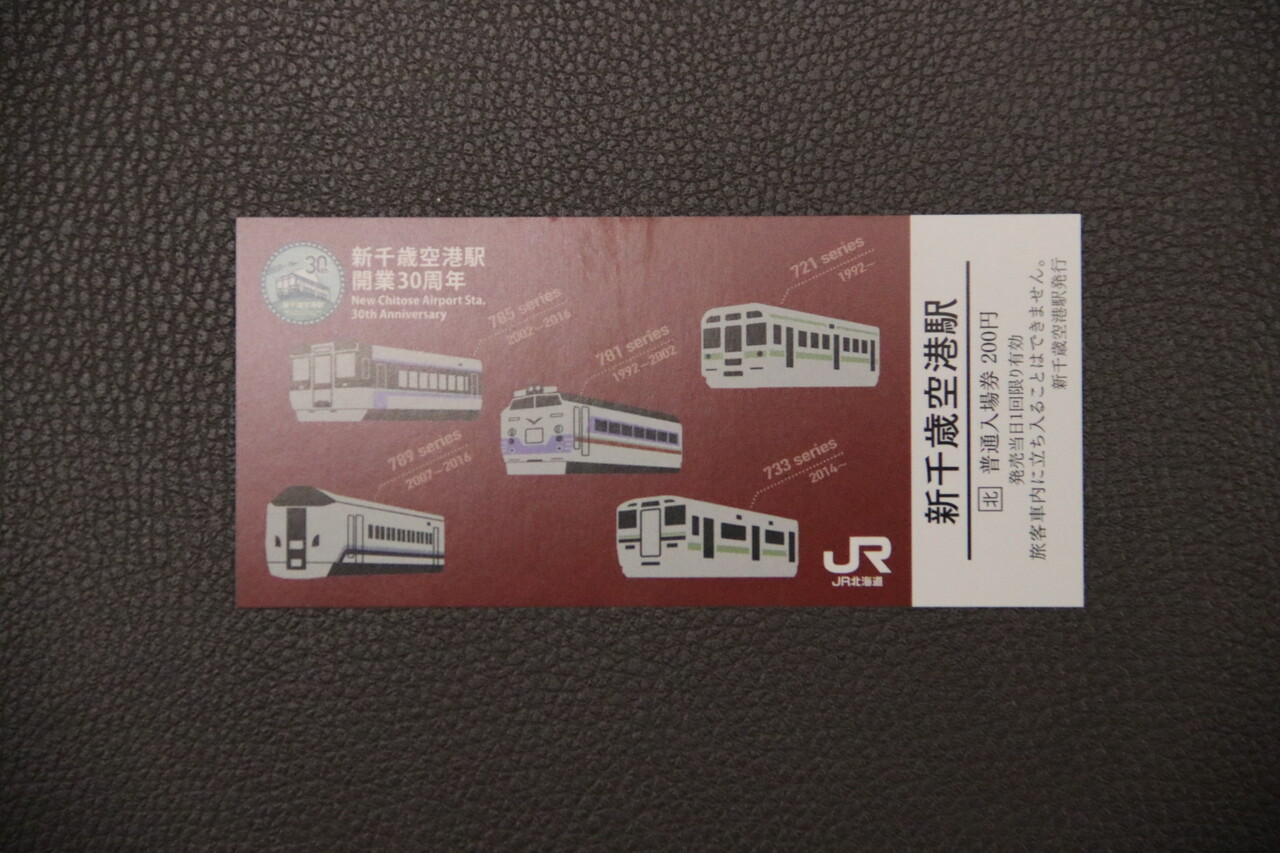 30
新千歳空港駅
開業30周年
New Chitose Airport Sta.
30th Anniversary
785 series
2002～2016
781 series
1992～2002
721 series
1992～
789 series
2007～2016
733 series
2014～
JR
JR北海道
新千歳空港駅
北 普通入場券 200円
発売当日1回限り有効
旅客車内に立ち入ることはできません。
新千歳空港駅発行